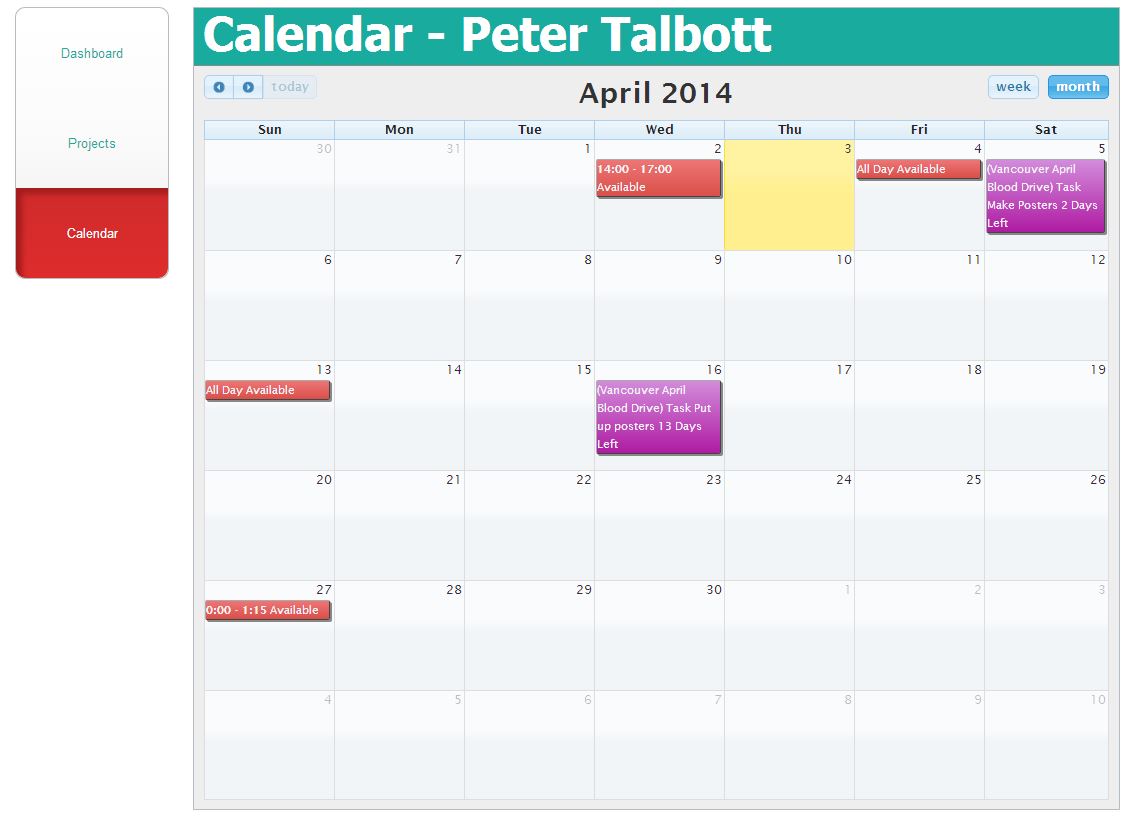 Dashboard
Projects
Calendar
Calendar - Peter Talbott
today
April 2014
week
month
Sun Mon Tue Wed Thu Fri Sat
30 31 1 2 3 4 5
14:00 - 17:00
Available
All Day Available
(Vancouver April
Blood Drive) Task
Make Posters 2 Days
Left
6 7 8 9 10 11 12
13 14 15 16 17 18 19
All Day Available
(Vancouver April
Blood Drive) Task Put
up posters 13 Days
Left
20 21 22 23 24 25 26
27 28 29 30 1 2 3
0:00 - 1:15 Available
4 5 6 7 8 9 10